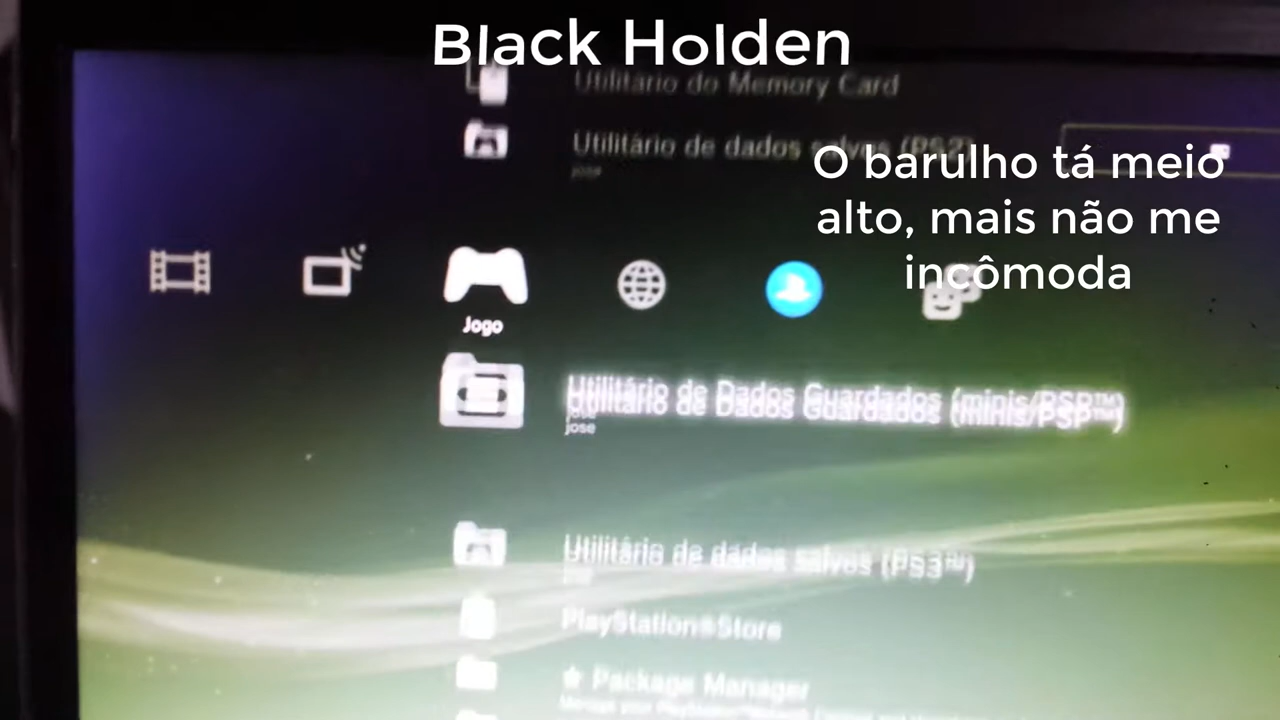 Black Holden
Utilitário do Memory Card
Utilitário de dados salvos (PS2)
jose
O barulho tá meio
alto, mais não me
incômoda
Jogo
Utilitário de Dados Guardados (minis/PSP™)
jose
Utilitário de dados salvos (PS3™)
PlayStation®Store
★ Package Manager